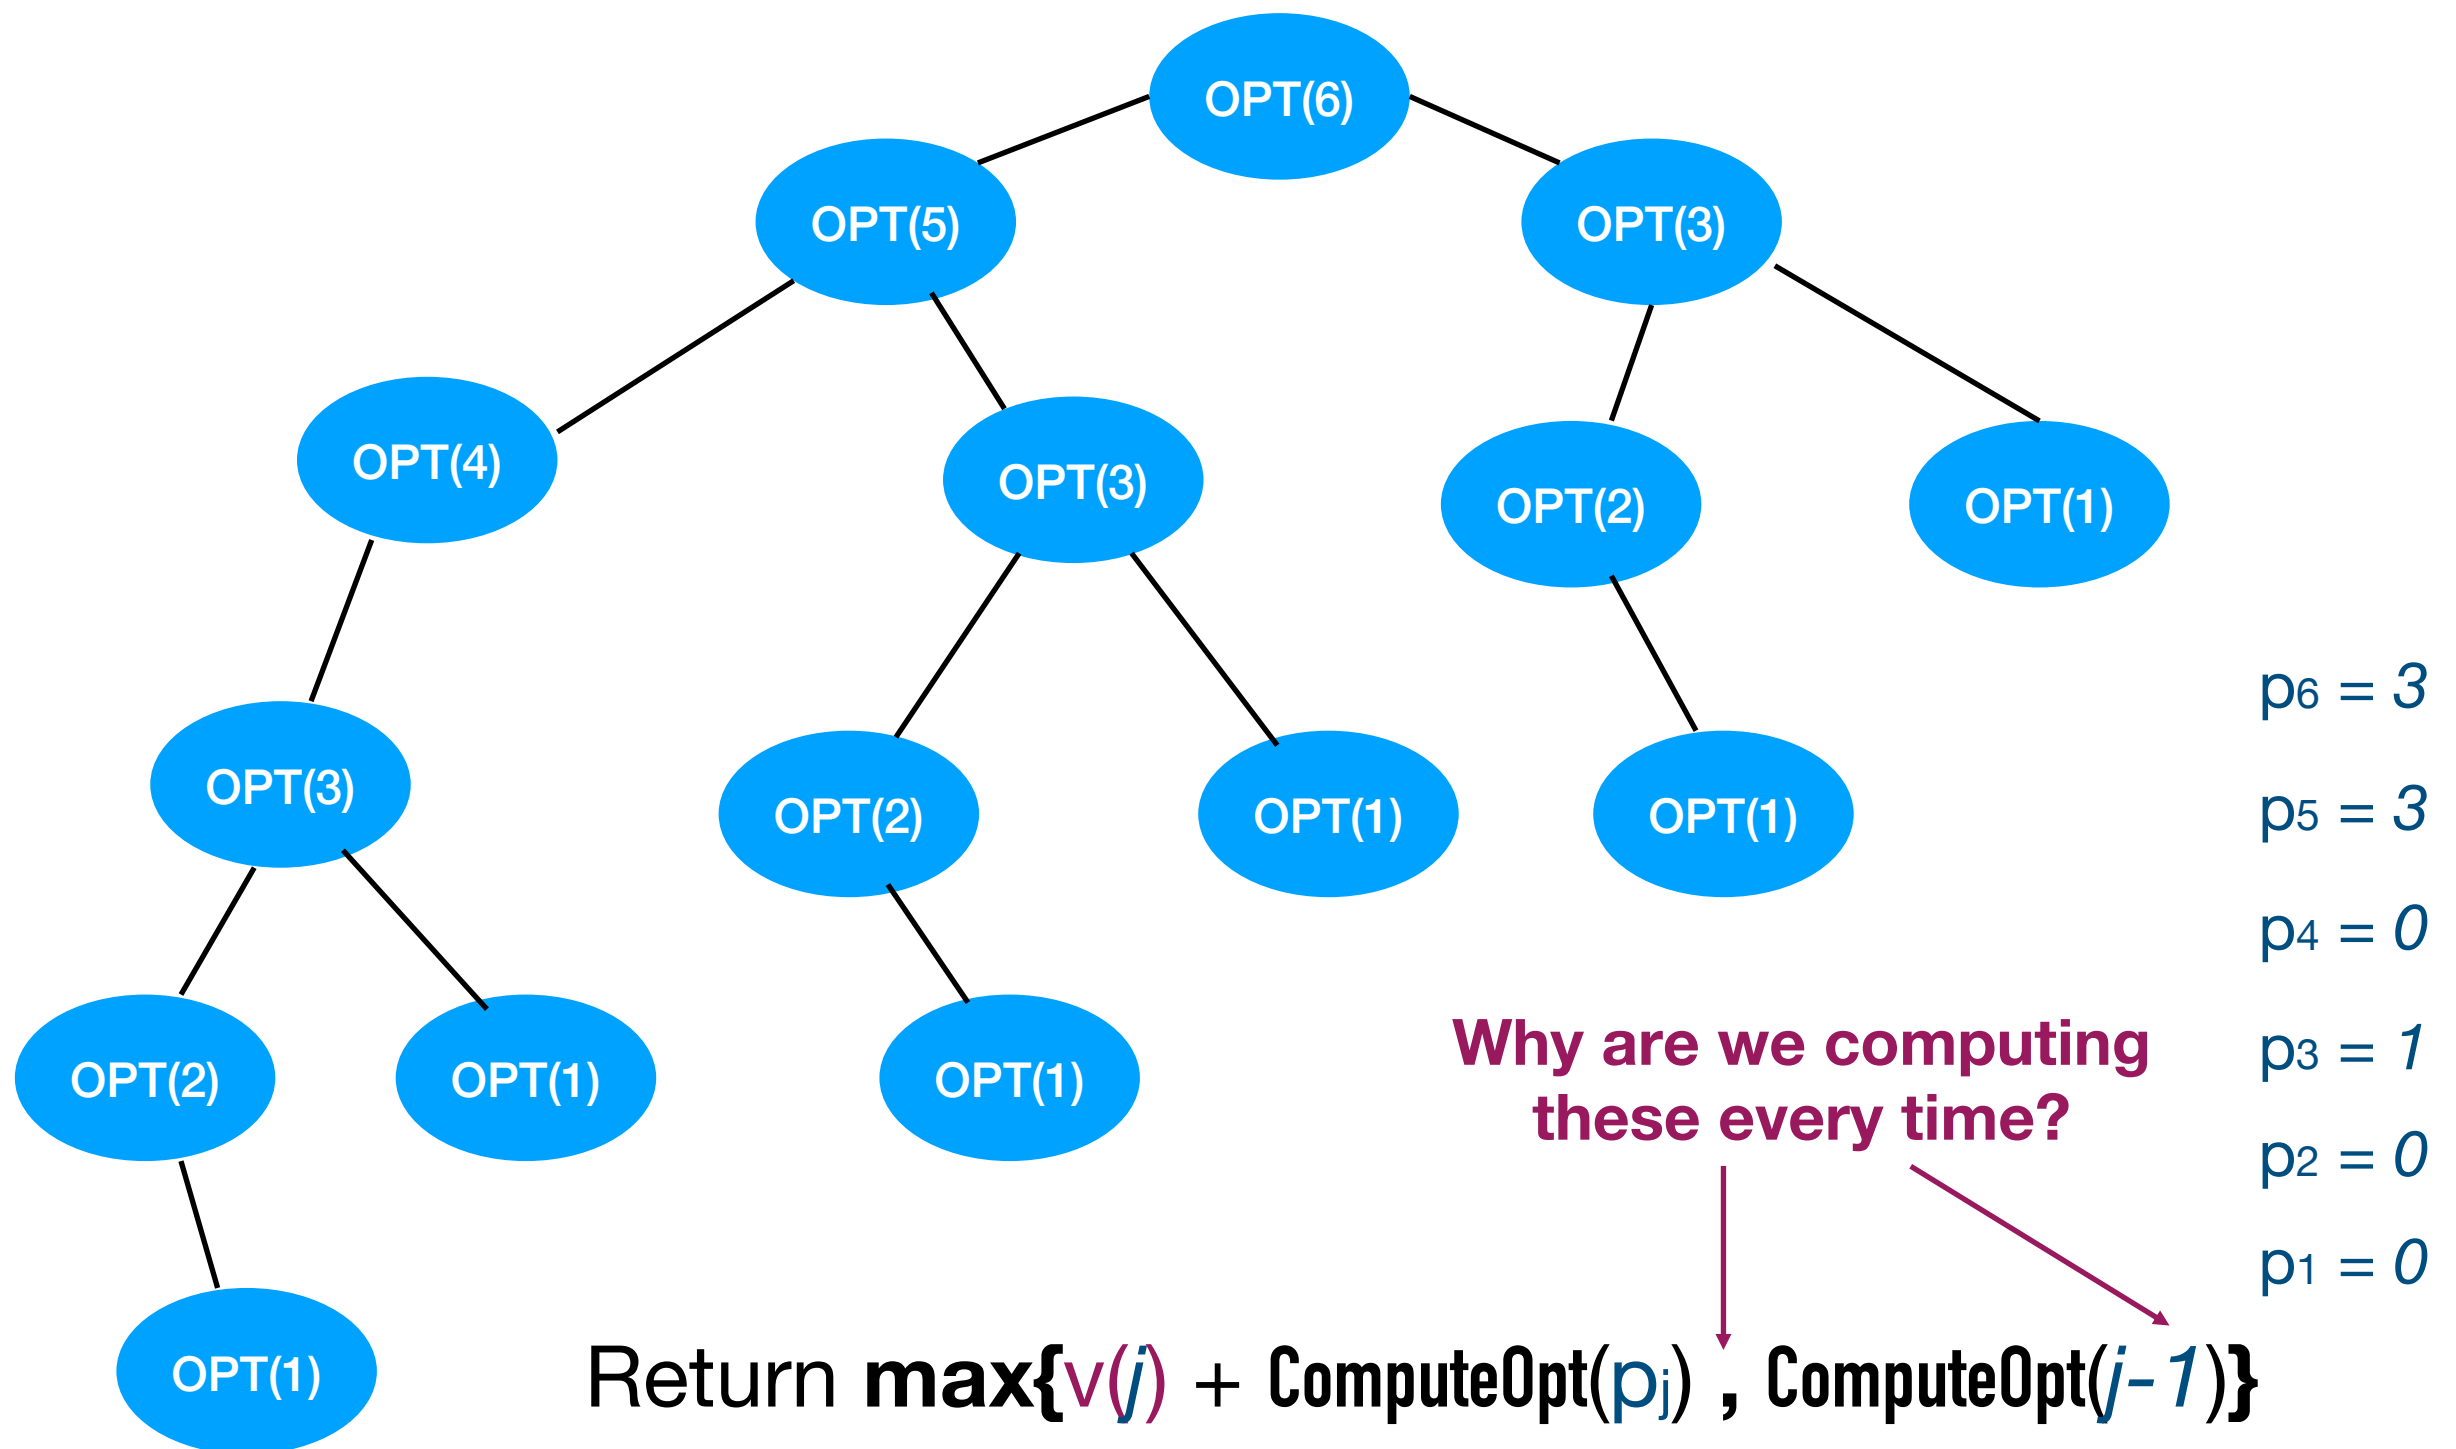 OPT(6)
OPT(5)
OPT(3)
OPT(4)
OPT(3)
OPT(2)
OPT(1)
OPT(3)
OPT(2)
OPT(1)
OPT(1)
OPT(2)
OPT(1)
OPT(1)
OPT(1)
p6 = 3
p5 = 3
p4 = 0
p3 = 1
p2 = 0
p1 = 0
Why are we computing
these every time?
Return max{v(j) + ComputeOpt(pj) , ComputeOpt(j-1)}